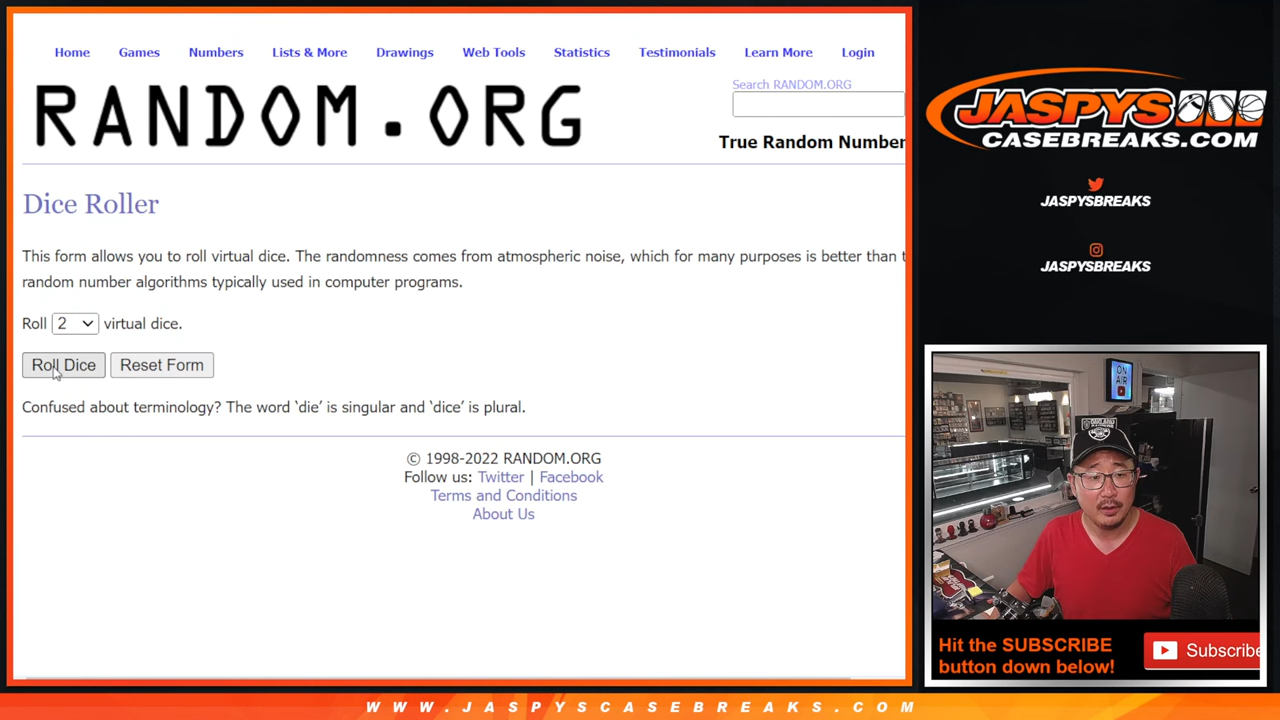 Home Games Numbers Lists & More Drawings Web Tools Statistics Testimonials Learn More Login
RANDOM.ORG
Search RANDOM.ORG
True Random Number
Dice Roller
This form allows you to roll virtual dice. The randomness comes from atmospheric noise, which for many purposes is better than t
random number algorithms typically used in computer programs.
Roll 2 virtual dice.
Roll Dice Reset Form
Confused about terminology? The word ‘die’ is singular and ‘dice’ is plural.
© 1998-2022 RANDOM.ORG
Follow us: Twitter | Facebook
Terms and Conditions
About Us
JASPYS
CASEBREAKS.COM
JASPYSBREAKS
JASPYSBREAKS
ON
AIR
Hit the SUBSCRIBE
button down below!
Subscribe
WWW.JASPYSCASEBREAKS.COM